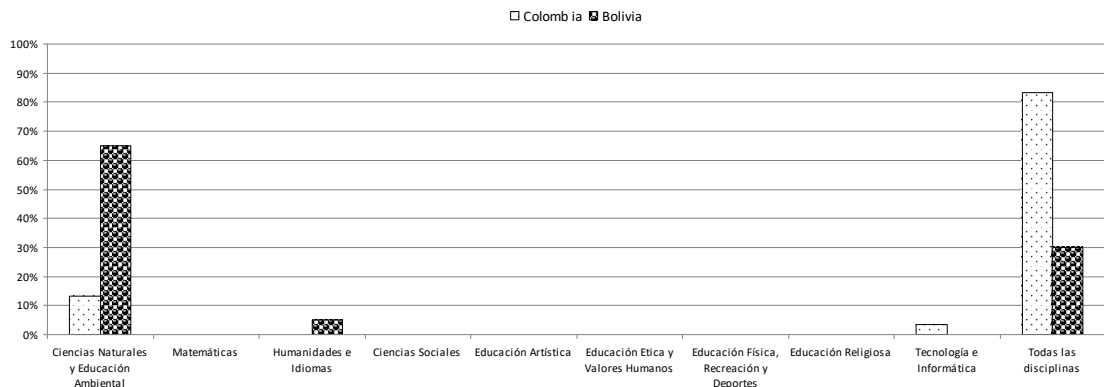 Colomb ia Bolivia
100%
90%
80%
70%
60%
50%
40%
30%
20%
10%
0%
Ciencias Naturales
y Educación
Ambiental
Matemáticas
Humanidades e
Idiomas
Ciencias Sociales
Educación Artística
Educación Etica y
Valores Humanos
Educación Física,
Recreación y
Deportes
Educación Religiosa
Tecnología e
Informática
Todas las
disciplinas